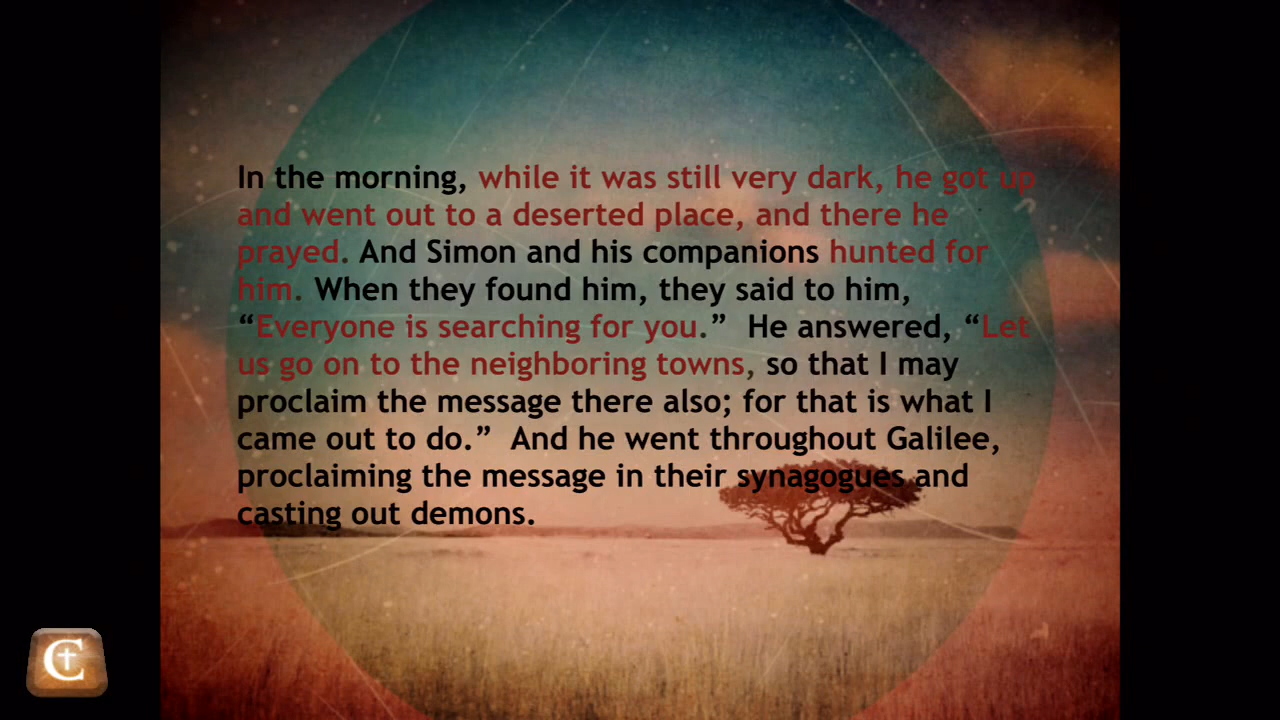 In the morning, while it was still very dark, he got up
and went out to a deserted place, and there he
prayed. And Simon and his companions hunted for
him. When they found him, they said to him,
“Everyone is searching for you.”  He answered, “Let
us go on to the neighboring towns, so that I may
proclaim the message there also; for that is what I
came out to do.”  And he went throughout Galilee,
proclaiming the message in their synagogues and
casting out demons.
C